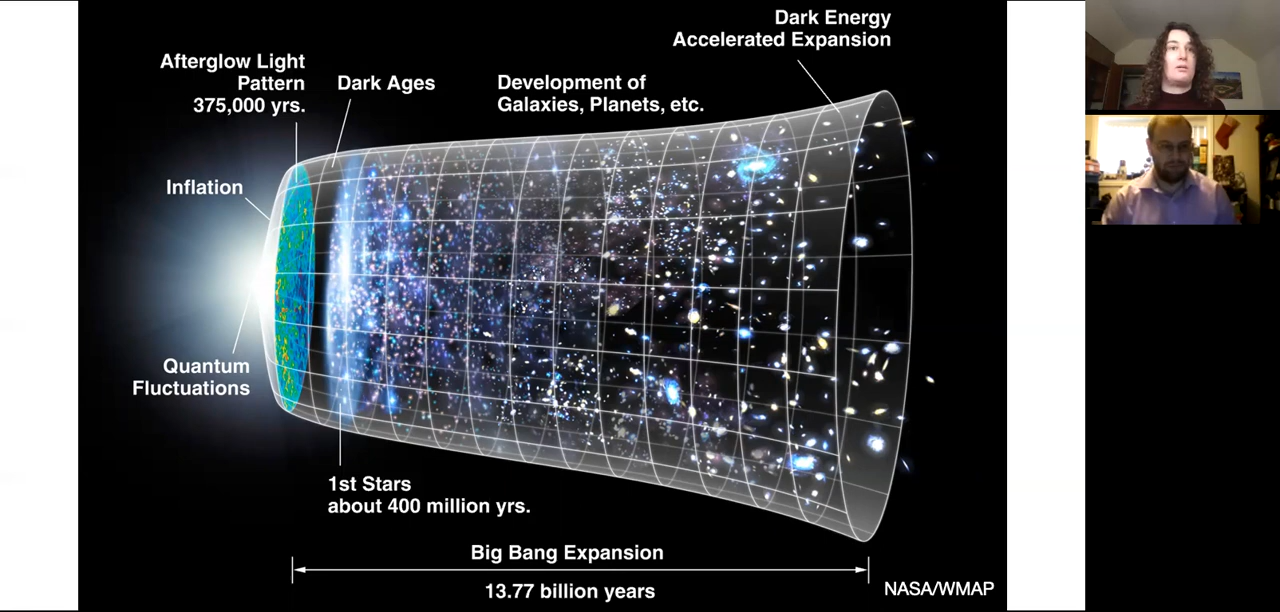 Dark Energy
Accelerated Expansion
Afterglow Light
Pattern
375,000 yrs.
Dark Ages
Development of
Galaxies, Planets, etc.
Inflation
Quantum
Fluctuations
1st Stars
about 400 million yrs.
Big Bang Expansion
13.77 billion years
NASA/WMAP